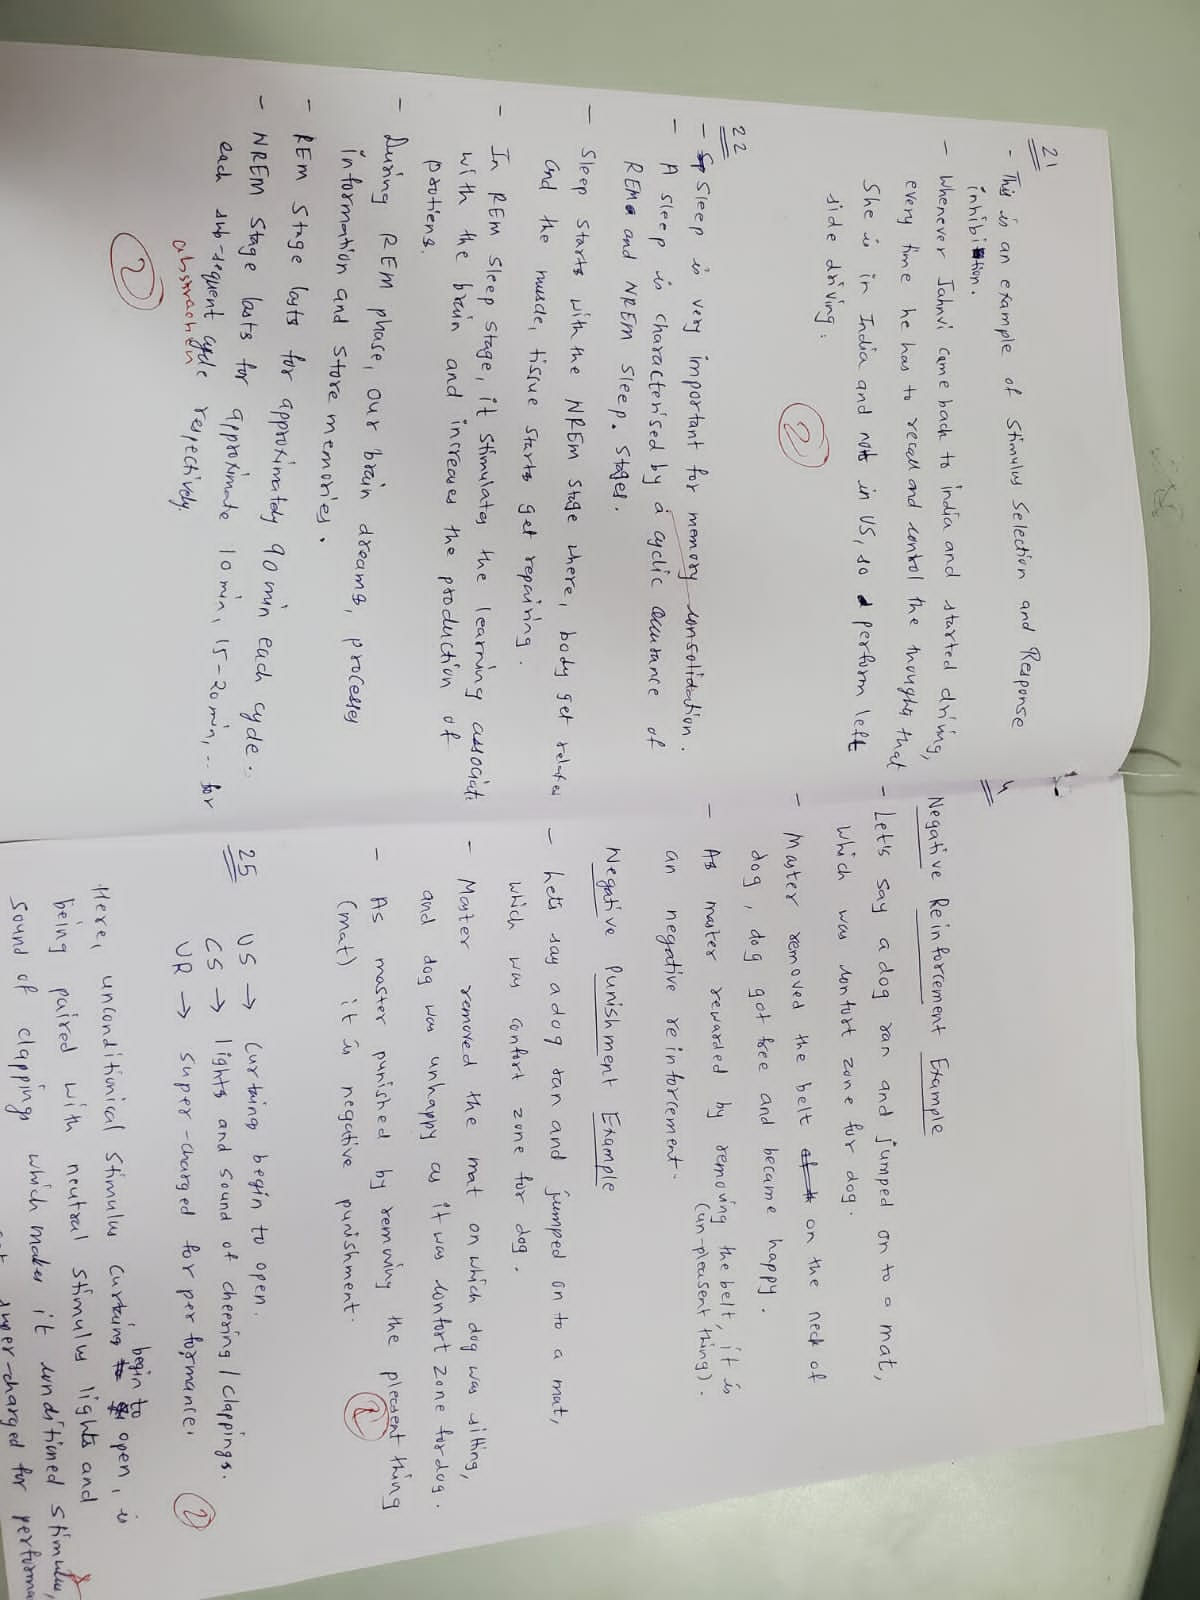 21
- This is an example of Stimulus Selection and Response
inhibition.
- Whenever Jahnvi came back to india and started driving,
every time he has to recall and control the thoughts that
She is in India and not in US, so perform left
side driving.
2
22
- Sleep is very important for memory consolidation.
- A sleep is characterised by a cyclic occurance of
REM and NREM sleep. stages.
- Sleep starts with the NREM stage where, body get relaxes
and the muscle, tissue starts get repairing.
- In REM sleep stage, it stimulates the learning associate
with the brain and increases the production of
protiens.
- During REM phase, our brain dreams, processes
information and store memories.
- REM stage lasts for approximately 90 min each cycle.
- NREM stage lasts for approximate 10 min, 15-20 min, -- for
each sub-sequent cycle respectively.
abstraction
2
4
Negative Reinforcement Example
- Let's say a dog ran and jumped on to a mat,
which was confort zone for dog.
- Master removed the belt on the neck of
dog, dog got free and became happy.
- As master rewarded by removing the belt, it is
(un-plesent thing).
an negative reinforcement.
Negative Punishment Example
- Lets say a dog ran and jumped on to a mat,
which was confort zone for dog.
- Master removed the mat on which dog was sitting,
and dog was unhappy as it was confort zone for dog.
- As master punished by removing the plesent thing
(mat) it is negative punishment.
25
US → Curtains begin to open.
CS → lights and sound of cheering / clappings.
UR → super-charged for performance.
2
Here, unconditionical stimulus curtains begin to open, is
being paired with neutral stimulus lights and
sound of clappings which makes it conditioned stimulus,
super-charged for performa